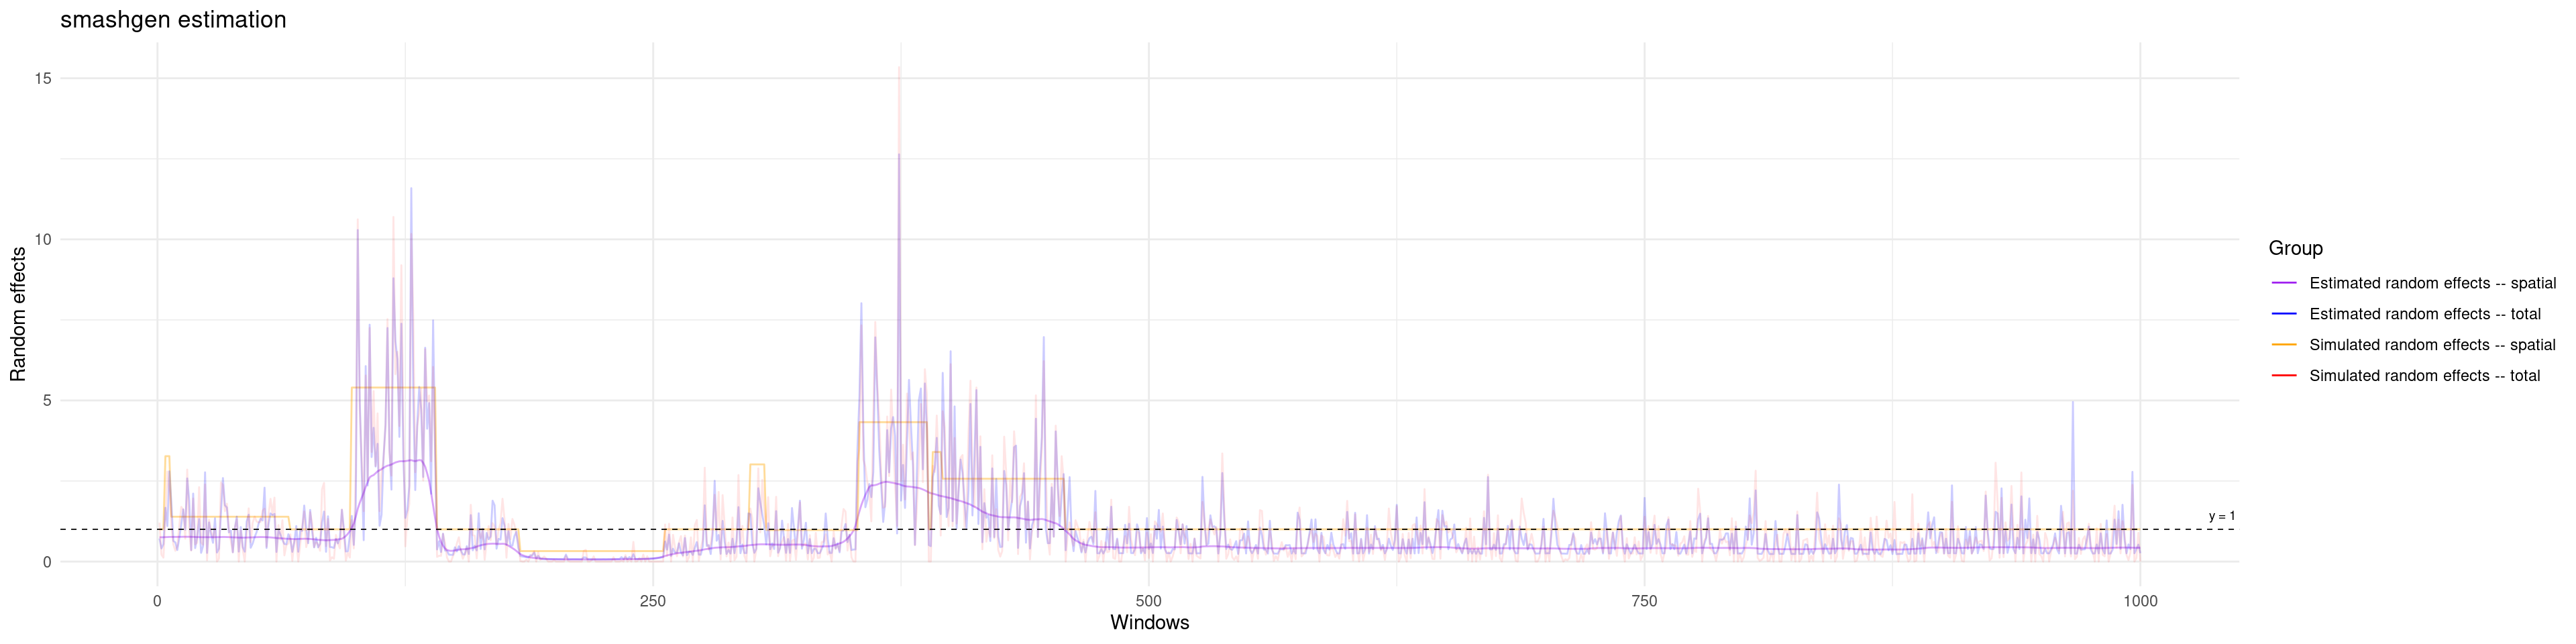 smashgen estimation
Random effects
15
10
5
0
y = 1
0
250
500
750
1000
Windows
Group
Estimated random effects -- spatial
Estimated random effects -- total
Simulated random effects -- spatial
Simulated random effects -- total